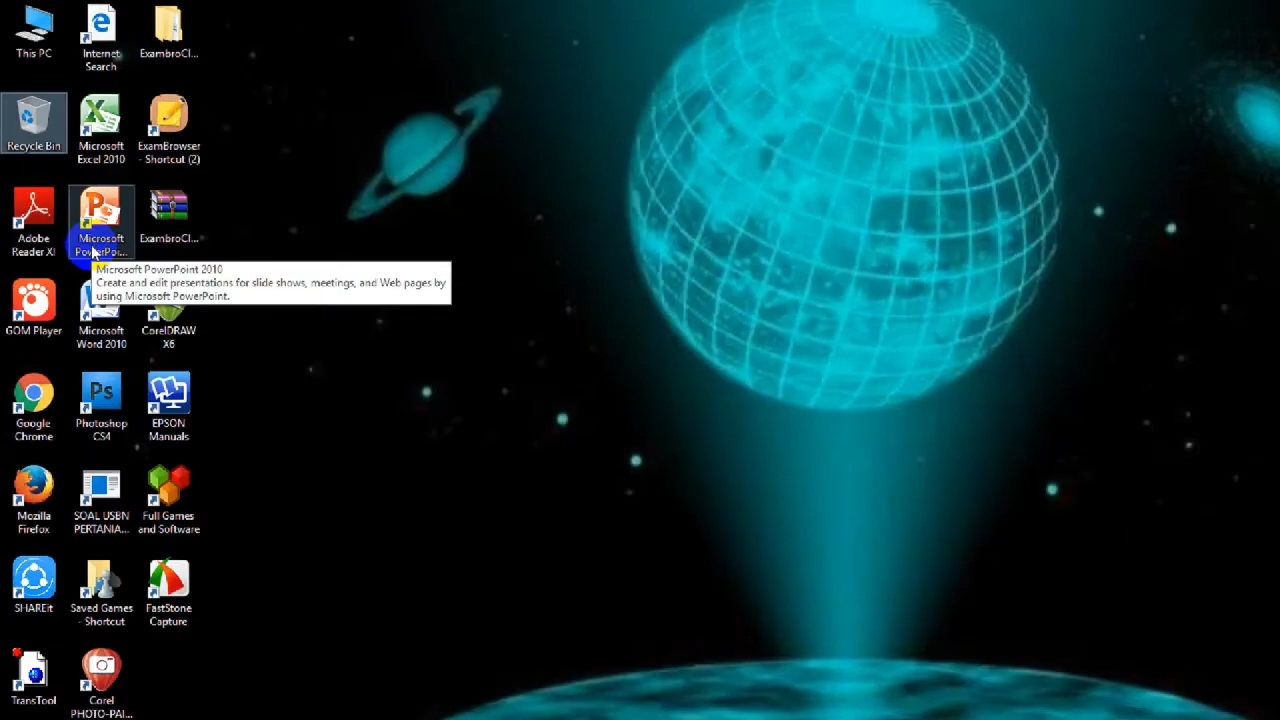 This PC
Internet
Search
ExambroCl...
Recycle Bin
Microsoft
Excel 2010
ExamBrowser
- Shortcut (2)
Adobe
Reader XI
Microsoft
PowerPoi...
ExambroCl...
Microsoft PowerPoint 2010
Create and edit presentations for slide shows, meetings, and Web pages by
using Microsoft PowerPoint.
GOM Player
Microsoft
Word 2010
CorelDRAW
X6
Google
Chrome
Ps
Photoshop
CS4
EPSON
Manuals
Mozilla
Firefox
SOAL USBN
PERTANIA...
Full Games
and Software
SHAREit
Saved Games
- Shortcut
FastStone
Capture
TransTool
Corel
PHOTO-PAI...